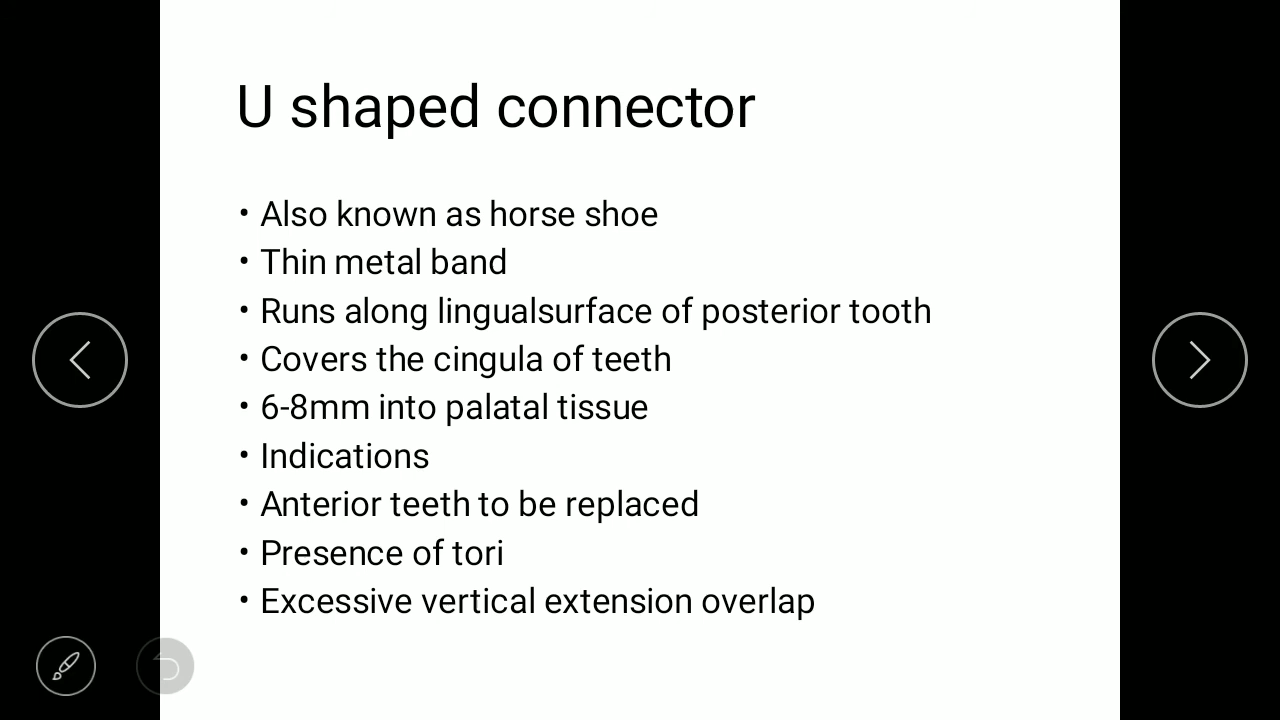 U shaped connector
• Also known as horse shoe
• Thin metal band
• Runs along lingualsurface of posterior tooth
• Covers the cingula of teeth
• 6-8mm into palatal tissue
• Indications
• Anterior teeth to be replaced
• Presence of tori
• Excessive vertical extension overlap